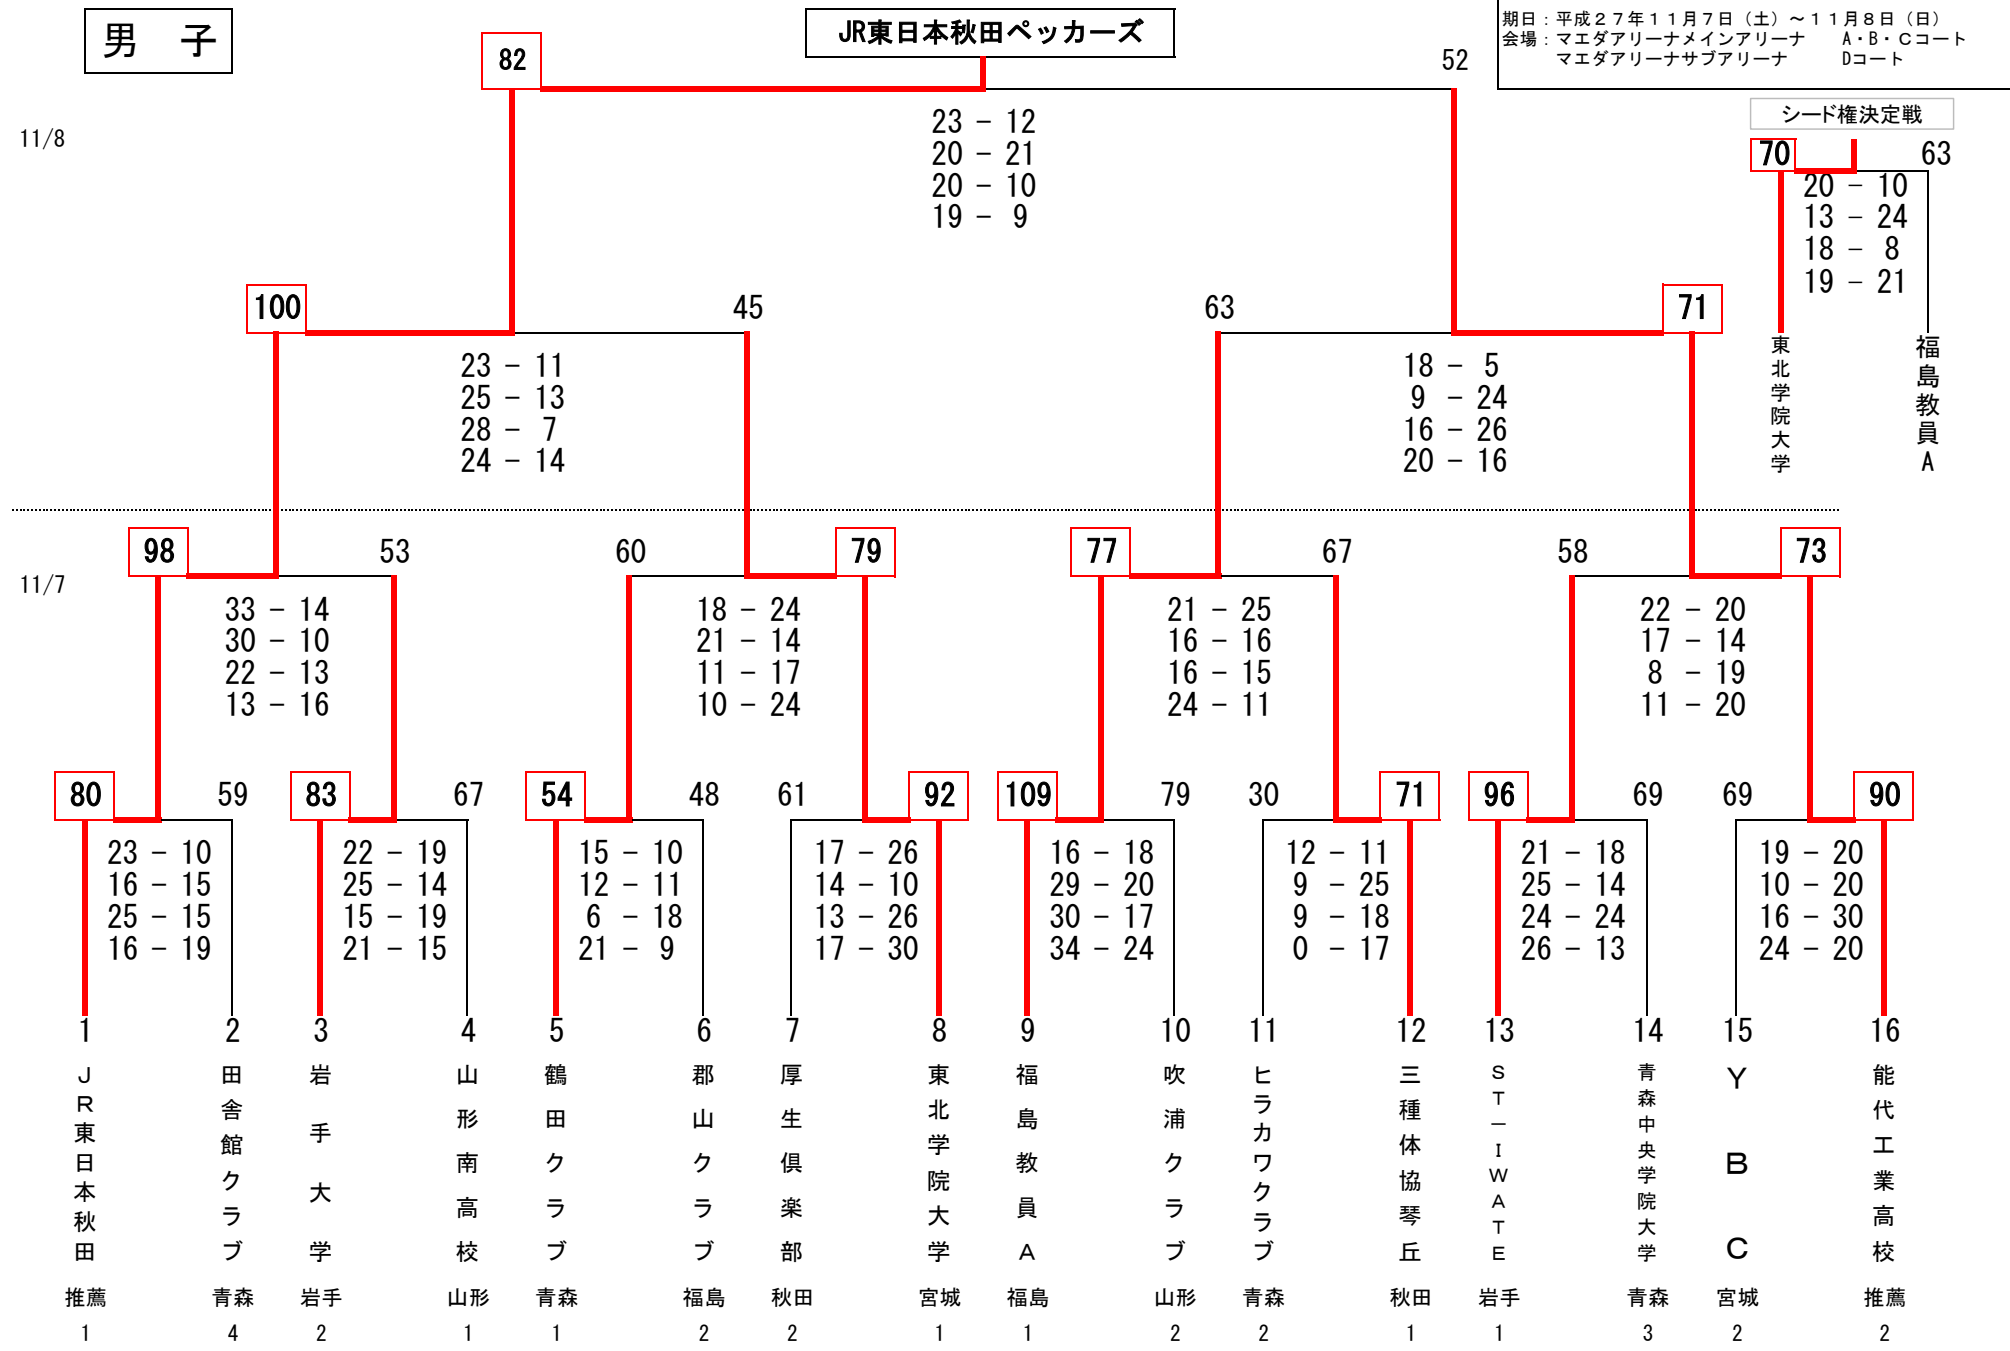 男　子
JR東日本秋田ペッカーズ
期日：平成２７年１１月７日（土）～１１月８日（日）
会場：マエダアリーナメインアリーナ　A・B・Cコート
マエダアリーナサブアリーナ　Dコート
82
52
11/8
23 − 12
20 − 21
20 − 10
19 − 9
シード権決定戦
70
63
20 − 10
13 − 24
18 − 8
19 − 21
東北学院大学
福島教員A
100
45
63
71
23 − 11
25 − 13
28 − 7
24 − 14
18 − 5
9 − 24
16 − 26
20 − 16
11/7
98
53
60
79
77
67
58
73
33 − 14
30 − 10
22 − 13
13 − 16
18 − 24
21 − 14
11 − 17
10 − 24
21 − 25
16 − 16
16 − 15
24 − 11
22 − 20
17 − 14
8 − 19
11 − 20
80
59
83
67
54
48
61
92
109
79
30
71
96
69
69
90
23 − 10
16 − 15
25 − 15
16 − 19
22 − 19
25 − 14
15 − 19
21 − 15
15 − 10
12 − 11
6 − 18
21 − 9
17 − 26
14 − 10
13 − 26
17 − 30
16 − 18
29 − 20
30 − 17
34 − 24
12 − 11
9 − 25
9 − 18
0 − 17
21 − 18
25 − 14
24 − 24
26 − 13
19 − 20
10 − 20
16 − 30
24 − 20
1
2
3
4
5
6
7
8
9
10
11
12
13
14
15
16
ＪＲ東日本秋田
田舎館クラブ
岩手大学
山形南高校
鶴田クラブ
郡山クラブ
厚生倶楽部
東北学院大学
福島教員Ａ
吹浦クラブ
ヒラカワクラブ
三種体協琴丘
ＳＴ－ＩＷＡＴＥ
青森中央学院大学
ＹＢＣ
能代工業高校
推薦
青森
岩手
山形
青森
福島
秋田
宮城
福島
山形
青森
秋田
岩手
青森
宮城
推薦
1
4
2
1
1
2
2
1
1
2
2
1
1
3
2
2